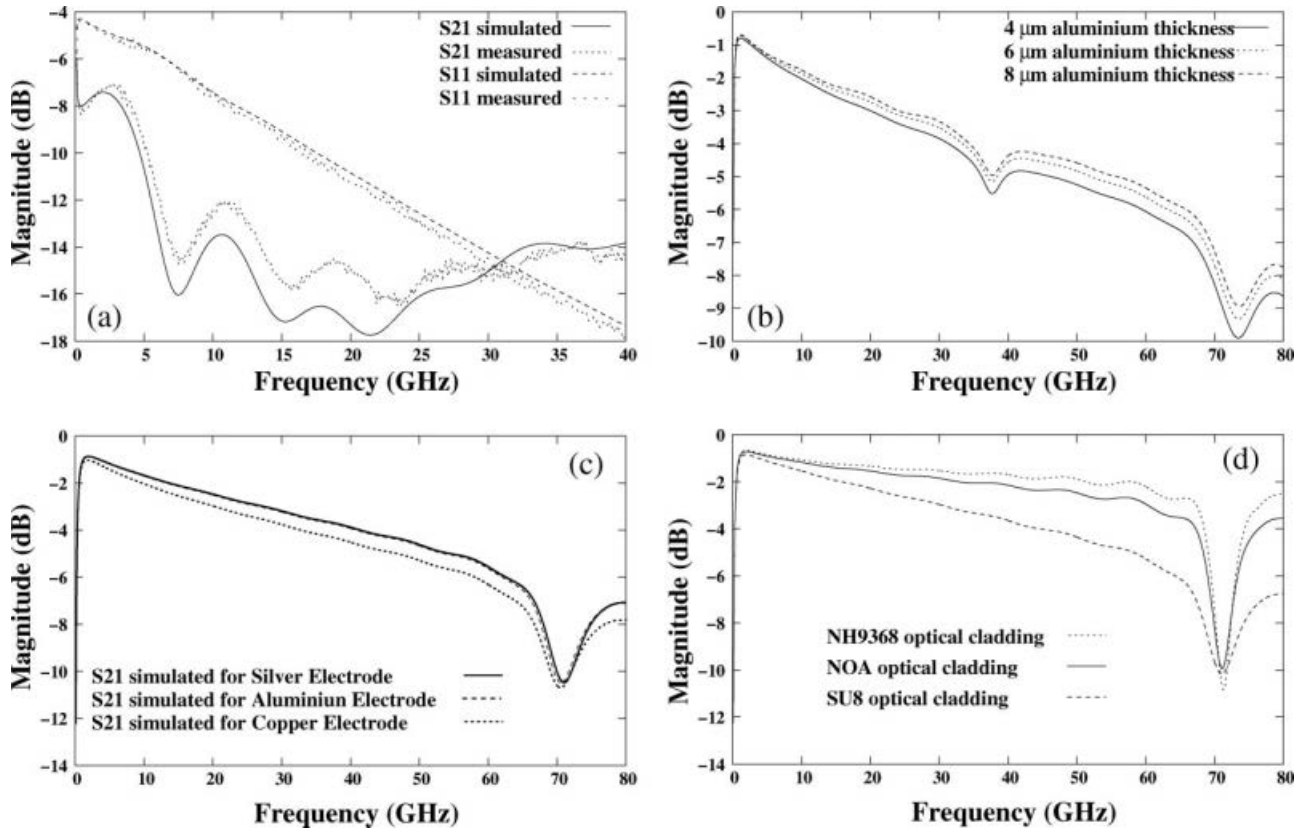 S21 simulated
S21 measured
S11 simulated
S11 measured
−4
−6
−8
−10
−12
−14
−16
−18
Magnitude (dB)
(a)
0 5 10 15 20 25 30 35 40
Frequency (GHz)
4 μm aluminium thickness
6 μm aluminium thickness
8 μm aluminium thickness
0
−1
−2
−3
−4
−5
−6
−7
−8
−9
−10
Magnitude (dB)
(b)
0 10 20 30 40 50 60 70 80
Frequency (GHz)
(c)
0
−2
−4
−6
−8
−10
−12
−14
Magnitude (dB)
S21 simulated for Silver Electrode
S21 simulated for Aluminiun Electrode
S21 simulated for Copper Electrode
0 10 20 30 40 50 60 70 80
Frequency (GHz)
(d)
0
−2
−4
−6
−8
−10
−12
−14
Magnitude (dB)
NH9368 optical cladding
NOA optical cladding
SU8 optical cladding
0 10 20 30 40 50 60 70 80
Frequency (GHz)